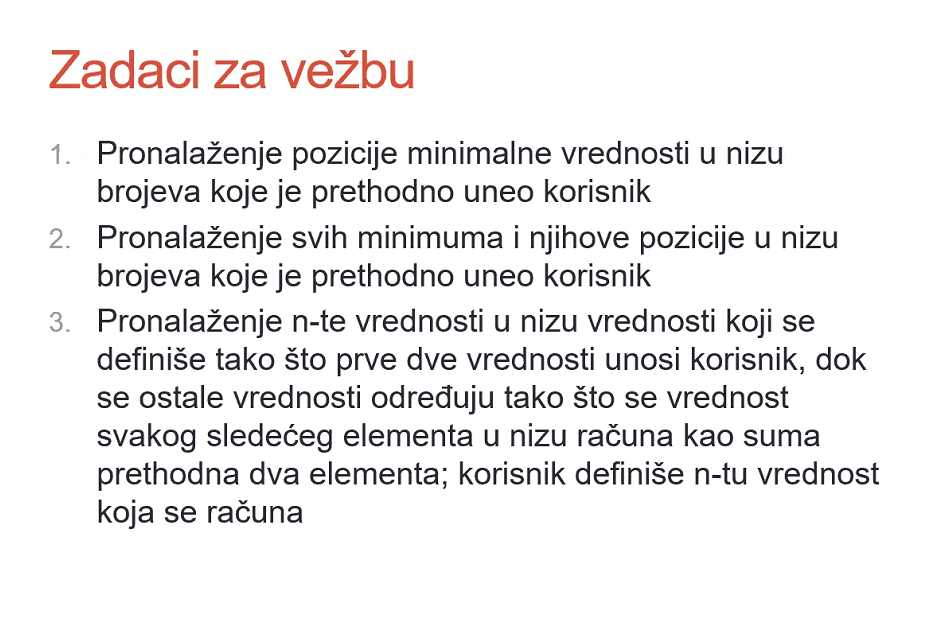 Zadaci za vežbu
1. Pronalaženje pozicije minimalne vrednosti u nizu
brojeva koje je prethodno uneo korisnik
2. Pronalaženje svih minimuma i njihove pozicije u nizu
brojeva koje je prethodno uneo korisnik
3. Pronalaženje n-te vrednosti u nizu vrednosti koji se
definiše tako što prve dve vrednosti unosi korisnik, dok
se ostale vrednosti određuju tako što se vrednost
svakog sledećeg elementa u nizu računa kao suma
prethodna dva elementa; korisnik definiše n-tu vrednost
koja se računa